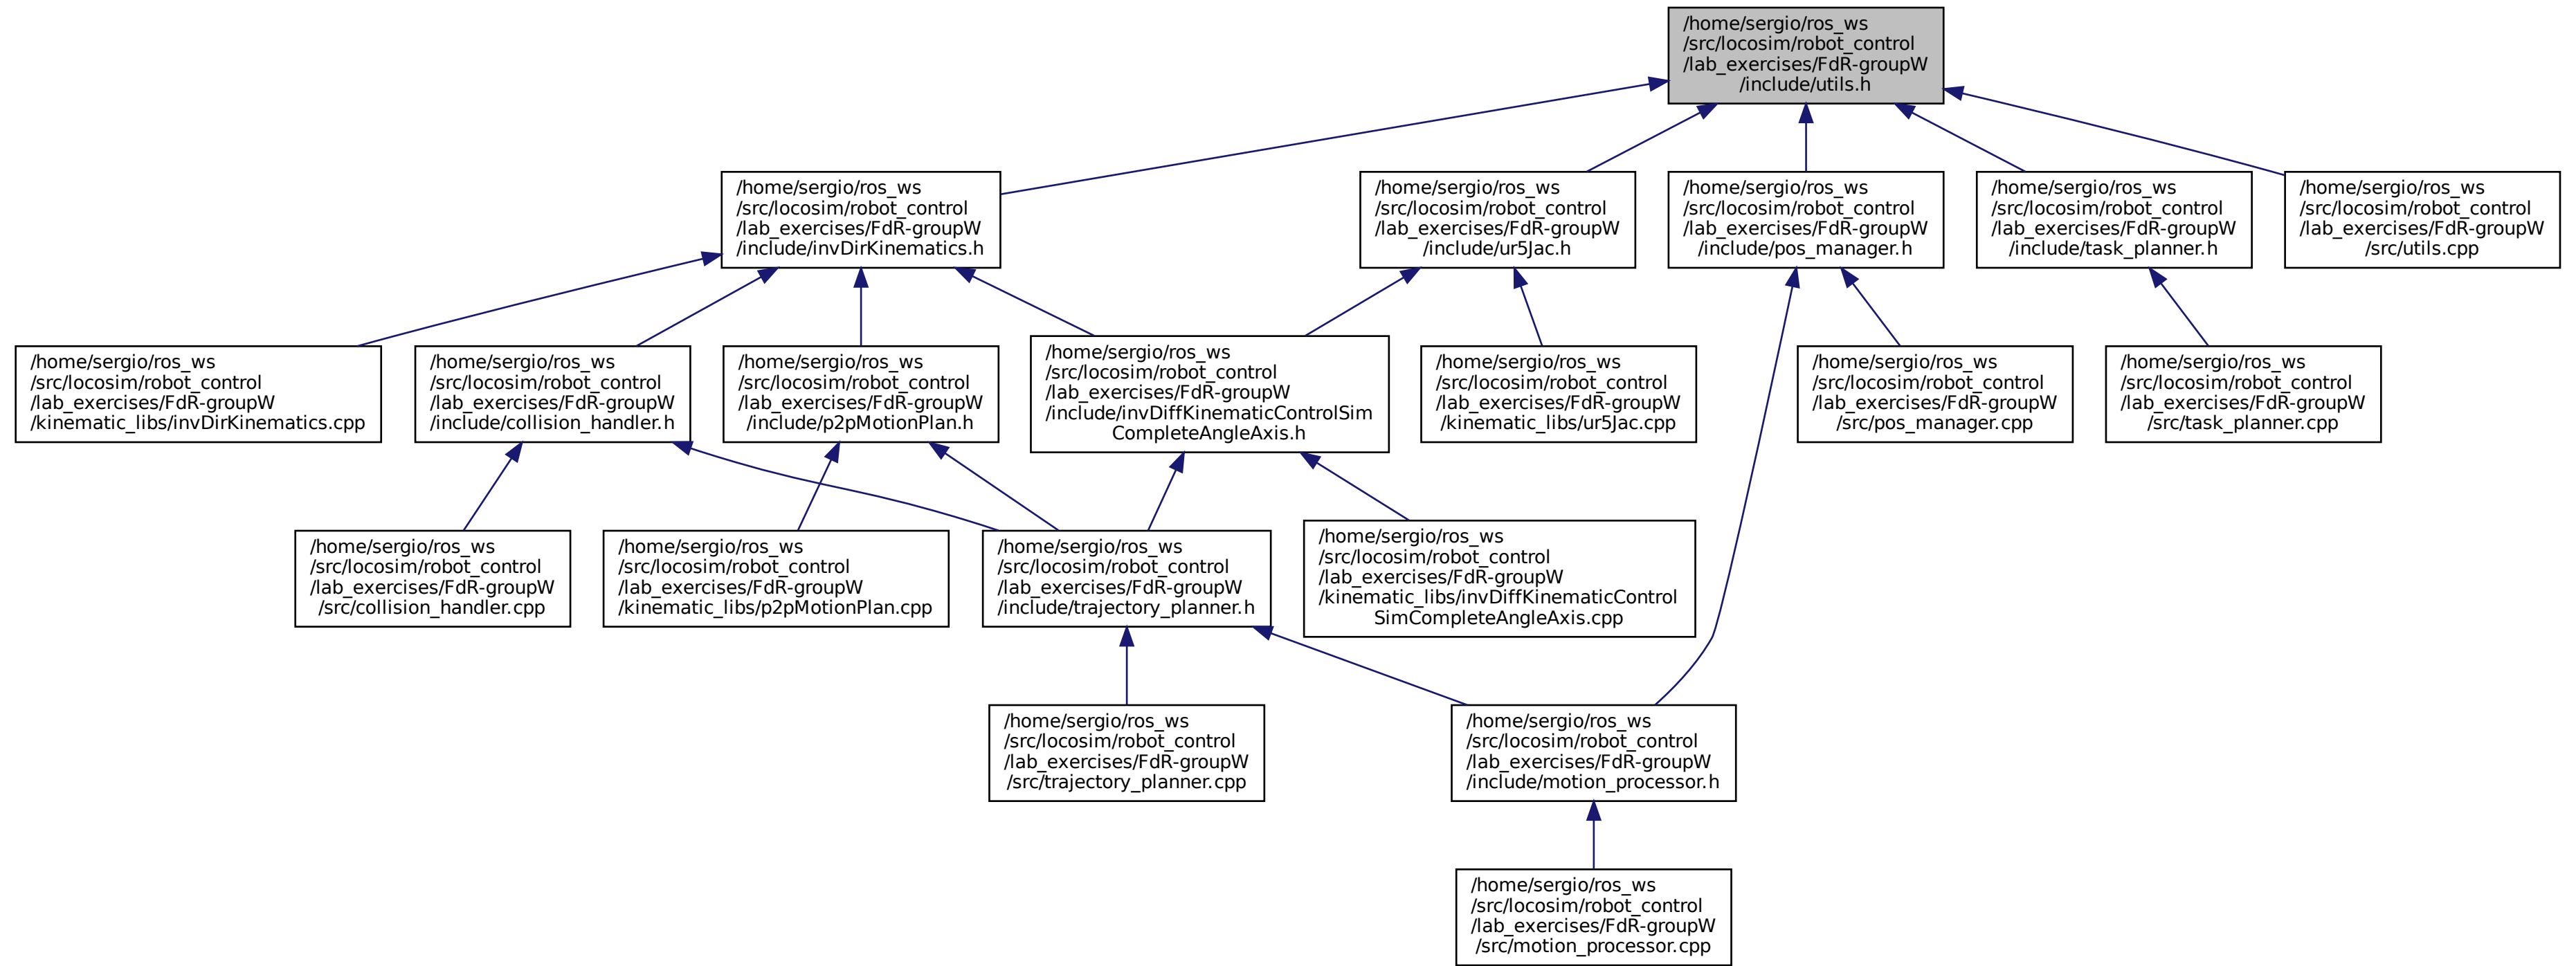 /home/sergio/ros_ws
/src/locosim/robot_control
/lab_exercises/FdR-groupW
/include/utils.h
/home/sergio/ros_ws
/src/locosim/robot_control
/lab_exercises/FdR-groupW
/include/invDirKinematics.h
/home/sergio/ros_ws
/src/locosim/robot_control
/lab_exercises/FdR-groupW
/include/ur5Jac.h
/home/sergio/ros_ws
/src/locosim/robot_control
/lab_exercises/FdR-groupW
/include/pos_manager.h
/home/sergio/ros_ws
/src/locosim/robot_control
/lab_exercises/FdR-groupW
/include/task_planner.h
/home/sergio/ros_ws
/src/locosim/robot_control
/lab_exercises/FdR-groupW
/src/utils.cpp
/home/sergio/ros_ws
/src/locosim/robot_control
/lab_exercises/FdR-groupW
/kinematic_libs/invDirKinematics.cpp
/home/sergio/ros_ws
/src/locosim/robot_control
/lab_exercises/FdR-groupW
/include/collision_handler.h
/home/sergio/ros_ws
/src/locosim/robot_control
/lab_exercises/FdR-groupW
/include/p2pMotionPlan.h
/home/sergio/ros_ws
/src/locosim/robot_control
/lab_exercises/FdR-groupW
/include/invDiffKinematicControlSim
CompleteAngleAxis.h
/home/sergio/ros_ws
/src/locosim/robot_control
/lab_exercises/FdR-groupW
/kinematic_libs/ur5Jac.cpp
/home/sergio/ros_ws
/src/locosim/robot_control
/lab_exercises/FdR-groupW
/src/pos_manager.cpp
/home/sergio/ros_ws
/src/locosim/robot_control
/lab_exercises/FdR-groupW
/src/task_planner.cpp
/home/sergio/ros_ws
/src/locosim/robot_control
/lab_exercises/FdR-groupW
/src/collision_handler.cpp
/home/sergio/ros_ws
/src/locosim/robot_control
/lab_exercises/FdR-groupW
/kinematic_libs/p2pMotionPlan.cpp
/home/sergio/ros_ws
/src/locosim/robot_control
/lab_exercises/FdR-groupW
/include/trajectory_planner.h
/home/sergio/ros_ws
/src/locosim/robot_control
/lab_exercises/FdR-groupW
/kinematic_libs/invDiffKinematicControl
SimCompleteAngleAxis.cpp
/home/sergio/ros_ws
/src/locosim/robot_control
/lab_exercises/FdR-groupW
/src/trajectory_planner.cpp
/home/sergio/ros_ws
/src/locosim/robot_control
/lab_exercises/FdR-groupW
/include/motion_processor.h
/home/sergio/ros_ws
/src/locosim/robot_control
/lab_exercises/FdR-groupW
/src/motion_processor.cpp